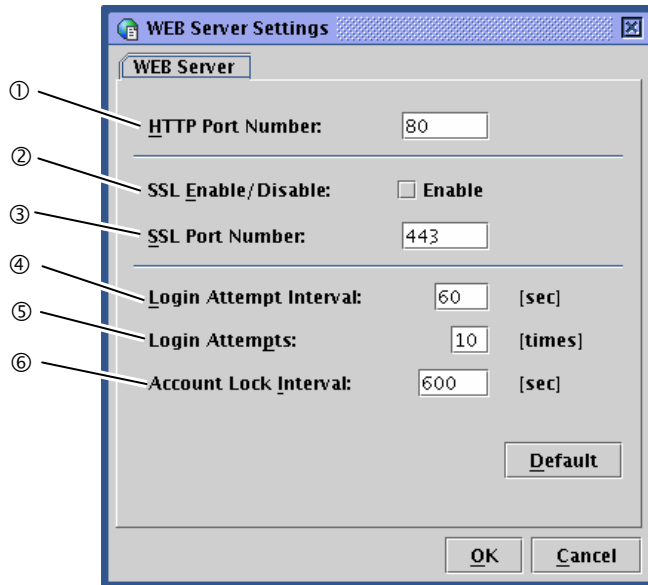 WEB Server Settings
WEB Server
① HTTP Port Number: 80
② SSL Enable/Disable: Enable
③ SSL Port Number: 443
④ Login Attempt Interval: 60 [sec]
⑤ Login Attempts: 10 [times]
⑥ Account Lock Interval: 600 [sec]
Default
OK Cancel